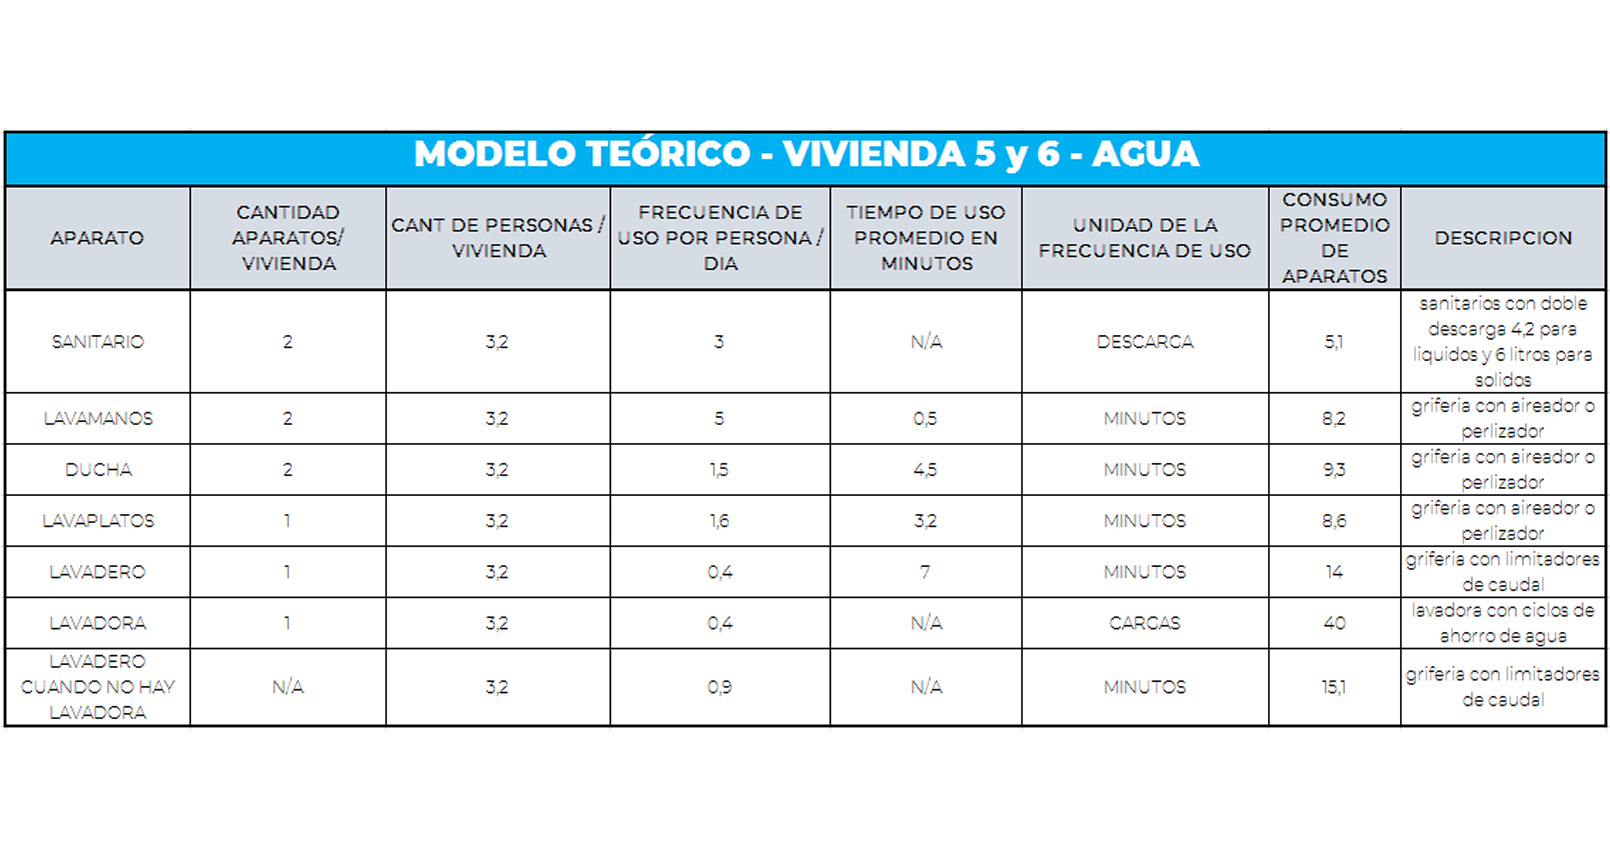 MODELO TEÓRICO - VIVIENDA 5 y 6 - AGUA
APARATO
CANTIDAD
APARATOS/
VIVIENDA
CANT DE PERSONAS /
VIVIENDA
FRECUENCIA DE
USO POR PERSONA /
DIA
TIEMPO DE USO
PROMEDIO EN
MINUTOS
UNIDAD DE LA
FRECUENCIA DE USO
CONSUMO
PROMEDIO
DE
APARATOS
DESCRIPCION
SANITARIO
2
3,2
3
N/A
DESCARGA
5,1
sanitarios con doble
descarga 4,2 para
liquidos y 6 litros para
solidos
LAVAMANOS
2
3,2
5
0,5
MINUTOS
8,2
griferia con aireador o
perlizador
DUCHA
2
3,2
1,5
4,5
MINUTOS
9,3
griferia con aireador o
perlizador
LAVAPLATOS
1
3,2
1,6
3,2
MINUTOS
8,6
griferia con aireador o
perlizador
LAVADERO
1
3,2
0,4
7
MINUTOS
14
griferia con limitadores
de caudal
LAVADORA
1
3,2
0,4
N/A
CARGAS
40
lavadora con ciclos de
ahorro de agua
LAVADERO
CUANDO NO HAY
LAVADORA
N/A
3,2
0,9
N/A
MINUTOS
15,1
griferia con limitadores
de caudal